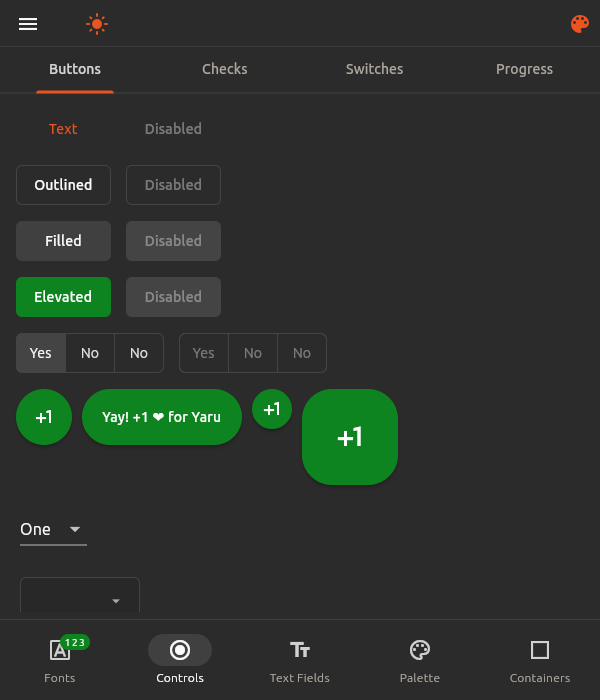 Buttons Checks Switches Progress
Text Disabled
Outlined Disabled
Filled Disabled
Elevated Disabled
Yes No No Yes No No
+1 Yay! +1 ❤ for Yaru +1 +1
One
A 123
Fonts Controls Text Fields Palette Containers